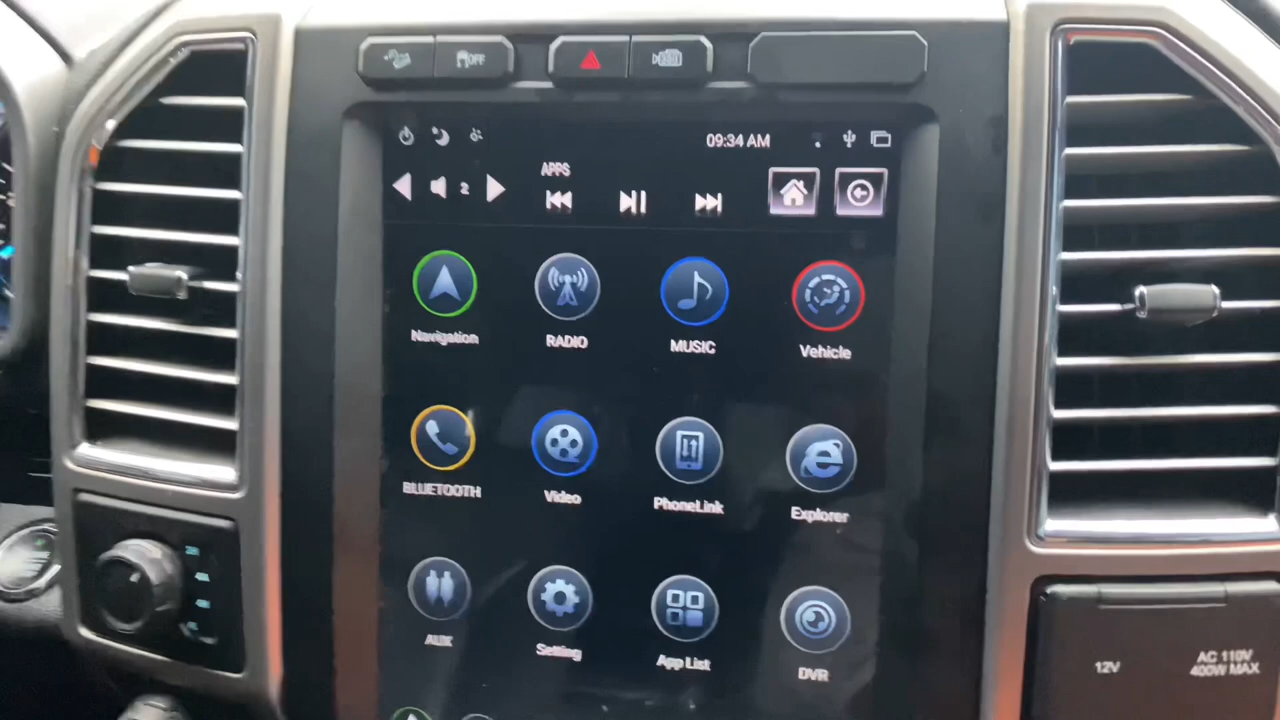 OFF
09:34 AM
APPS
2
Navigation
RADIO
MUSIC
Vehicle
BLUETOOTH
Video
PhoneLink
Explorer
AUX
Setting
App List
DVR
12V
AC 110V
400W MAX